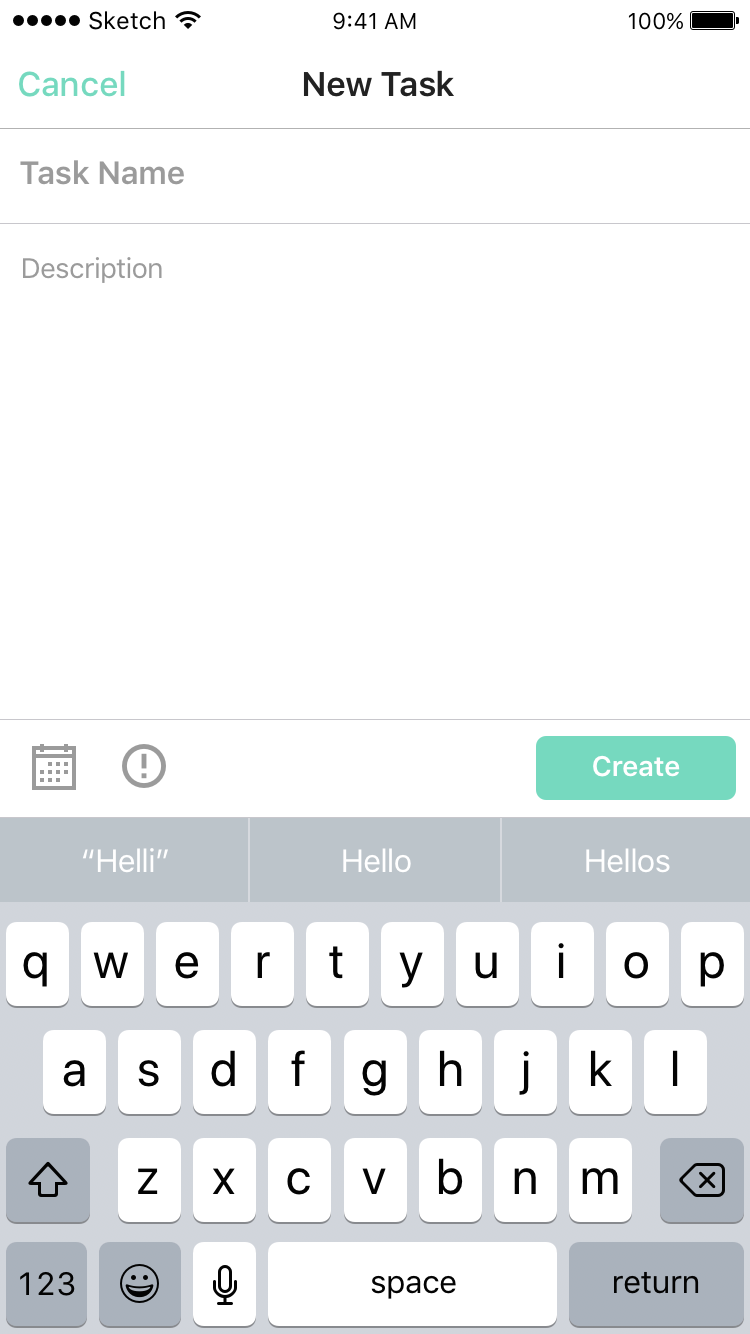 Sketch 9:41 AM 100%
Cancel New Task
Task Name
Description
Create
“Helli” Hello Hellos
q w e r t y u i o p
a s d f g h j k l
z x c v b n m
123 space return